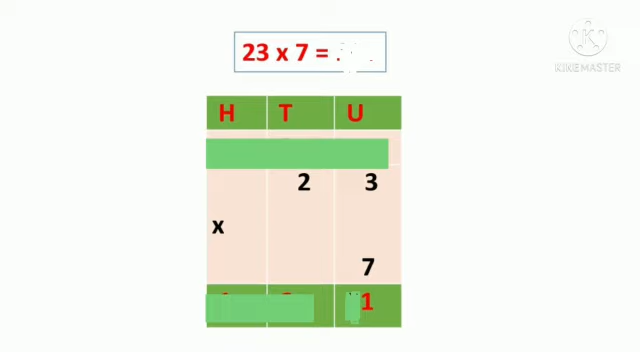 23 x 7 =
KINEMASTER
H T U
2 3
x
7
1